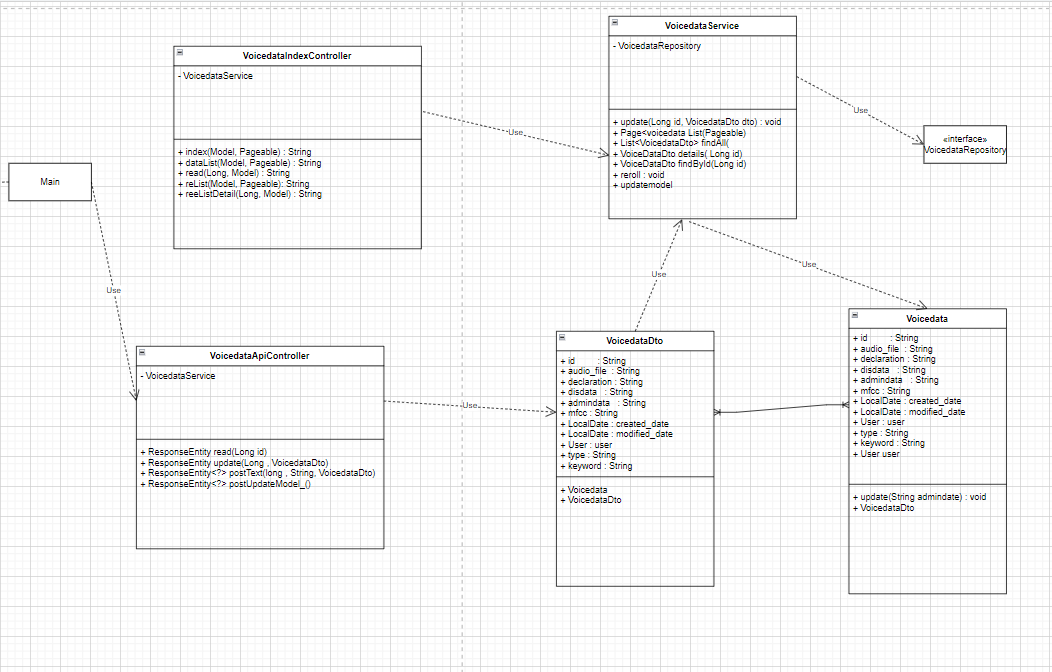 VoicedataService
- VoicedataRepository
+ update(Long id, VoicedataDto dto) : void
+ Page<voicedata List(Pageable)
+ List<VoicedataDto> findAll(
+ VoiceDataDto details( Long id)
+ VoiceDataDto findById(Long id)
+ reroll : void
+ updatemodel
VoicedataIndexController
- VoicedataService
+ index(Model, Pageable) : String
+ dataList(Model, Pageable) : String
+ read(Long, Model) : String
+ reList(Model, Pageable): String
+ reeListDetail(Long, Model) : String
Use
Use
«interface»
VoicedataRepository
Main
Use
Use
Use
VoicedataApiController
- VoicedataService
+ ResponseEntity read(Long id)
+ ResponseEntity update(Long , VoicedataDto)
+ ResponseEntity<?> postText(long , String, VoicedataDto)
+ ResponseEntity<?> postUpdateModel_()
Use
VoicedataDto
+ id : String
+ audio_file : String
+ declaration : String
+ disdata : String
+ admindata : String
+ mfcc : String
+ LocalDate : created_date
+ LocalDate : modified_date
+ User : user
+ type : String
+ keyword : String
+ Voicedata
+ VoicedataDto
Voicedata
+ id : String
+ audio_file : String
+ declaration : String
+ disdata : String
+ admindata : String
+ mfcc : String
+ LocalDate : created_date
+ LocalDate : modified_date
+ User : user
+ type : String
+ keyword : String
+ User user
+ update(String admindate) : void
+ VoicedataDto